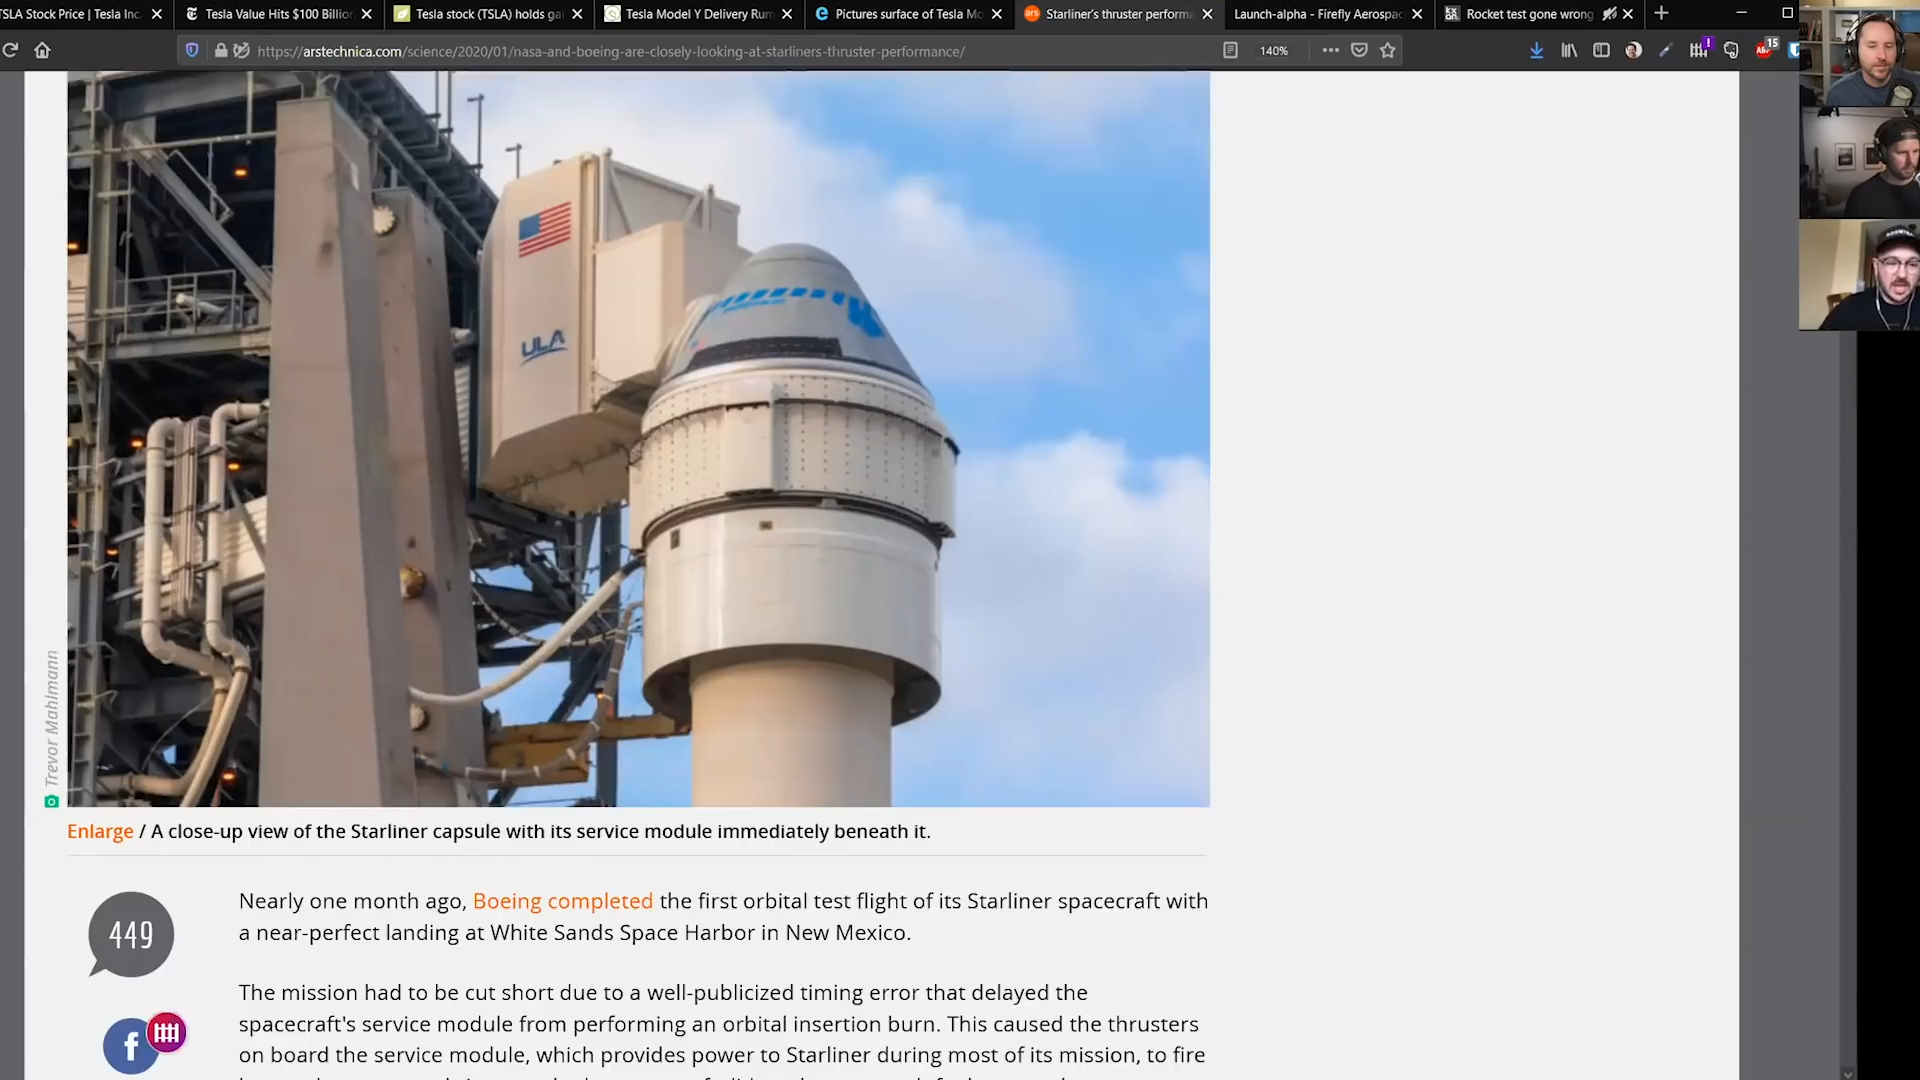 TSLA Stock Price | Tesla Inc.
Tesla Value Hits $100 Billion
Tesla stock (TSLA) holds ga
Tesla Model Y Delivery Rum
Pictures surface of Tesla Mo
Starliner's thruster performa
Launch-alpha - Firefly Aerospac
Rocket test gone wrong
https://arstechnica.com/science/2020/01/nasa-and-boeing-are-closely-looking-at-starliners-thruster-performance/
140%
15
ULA
Trevor Mahlmann
Enlarge / A close-up view of the Starliner capsule with its service module immediately beneath it.
449
Nearly one month ago, Boeing completed the first orbital test flight of its Starliner spacecraft with
a near-perfect landing at White Sands Space Harbor in New Mexico.
The mission had to be cut short due to a well-publicized timing error that delayed the
spacecraft's service module from performing an orbital insertion burn. This caused the thrusters
on board the service module, which provides power to Starliner during most of its mission, to fire